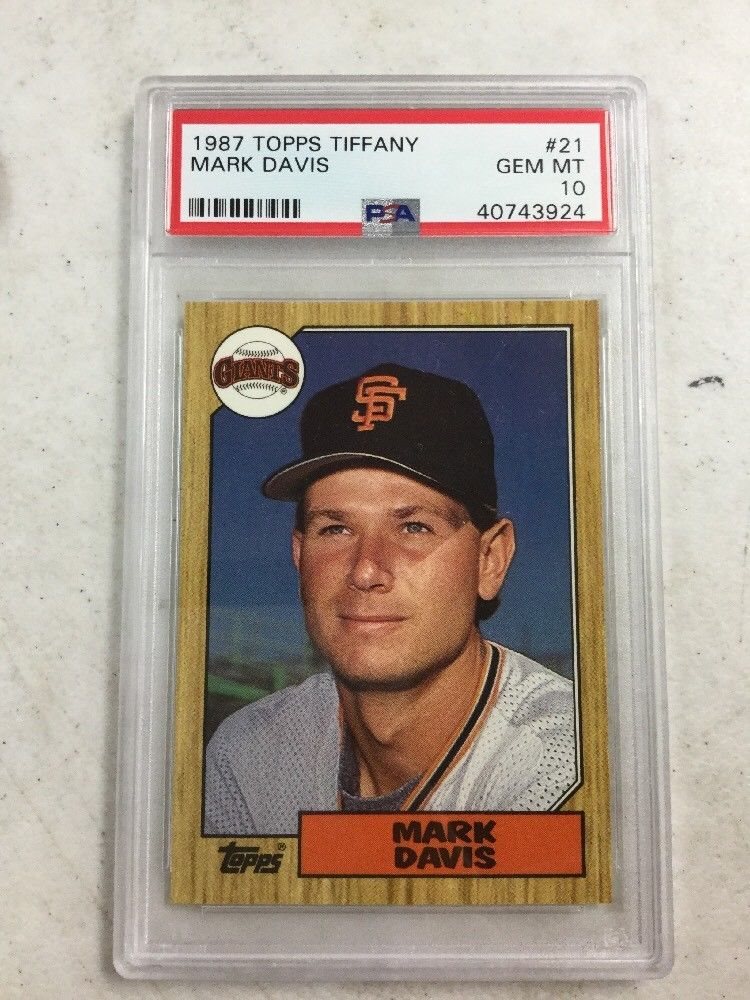 1987 TOPPS TIFFANY #21
MARK DAVIS GEM MT
10
PSA 40743924
GIANTS ®
SF
MARK
DAVIS
topps®